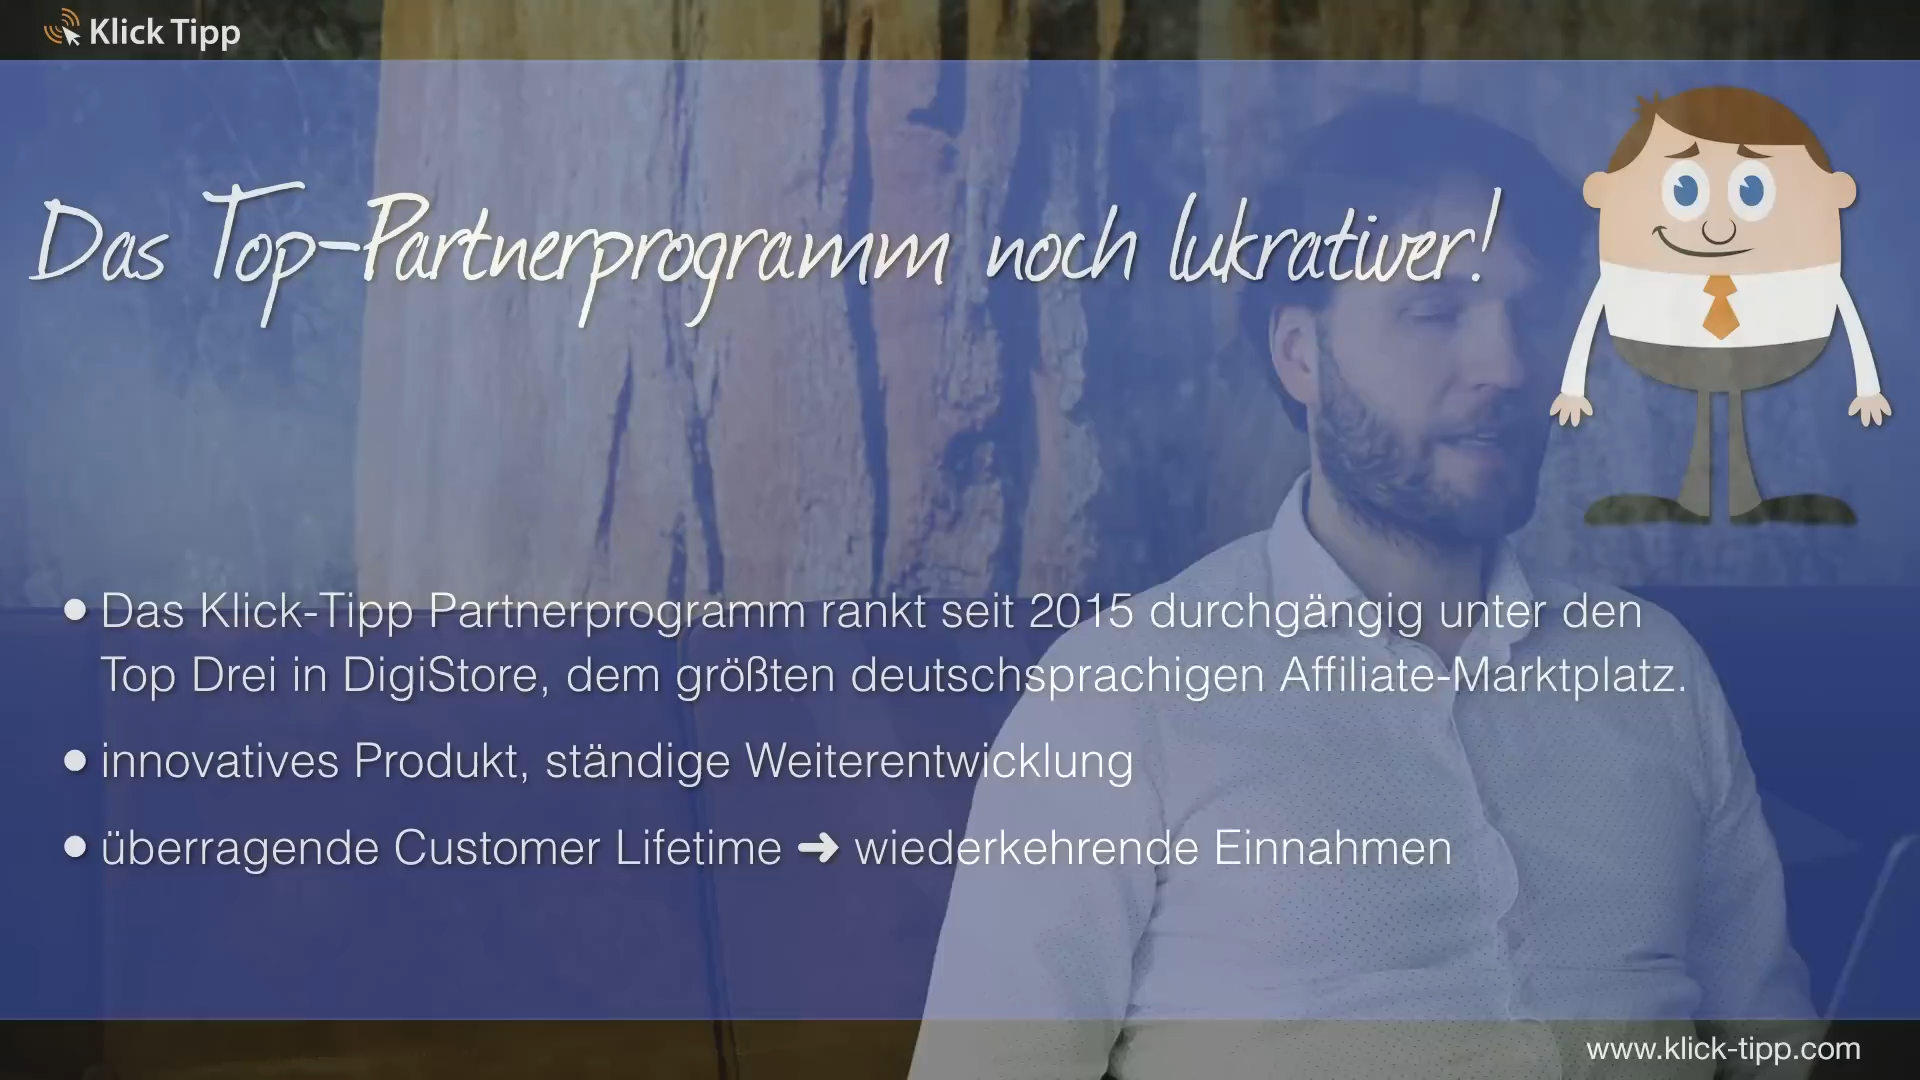 Klick Tipp
Das Top-Partnerprogramm noch lukrativer!
● Das Klick-Tipp Partnerprogramm rankt seit 2015 durchgängig unter den
Top Drei in DigiStore, dem größten deutschsprachigen Affiliate-Marktplatz.
● innovatives Produkt, ständige Weiterentwicklung
● überragende Customer Lifetime ➜ wiederkehrende Einnahmen
www.klick-tipp.com